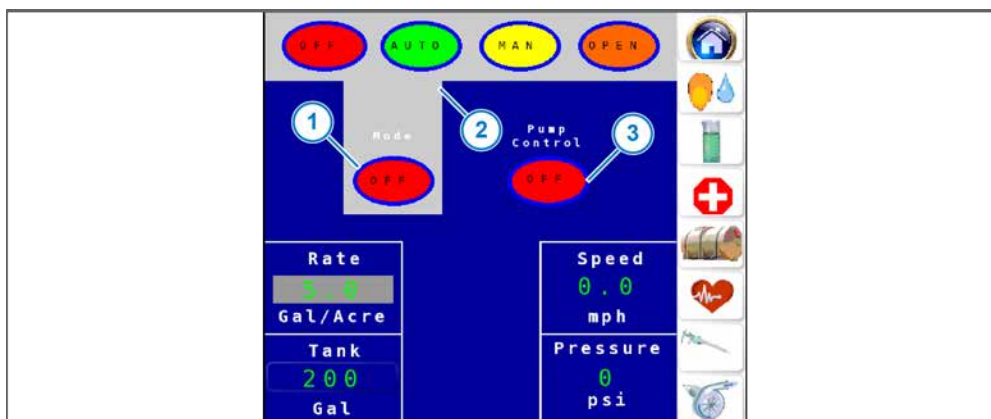 OFF AUTO MAN OPEN
1 2 3
Mode
Pump
Control
OFF OFF
Rate Speed
5.0 0.0
Gal/Acre mph
Tank Pressure
200 0
Gal psi